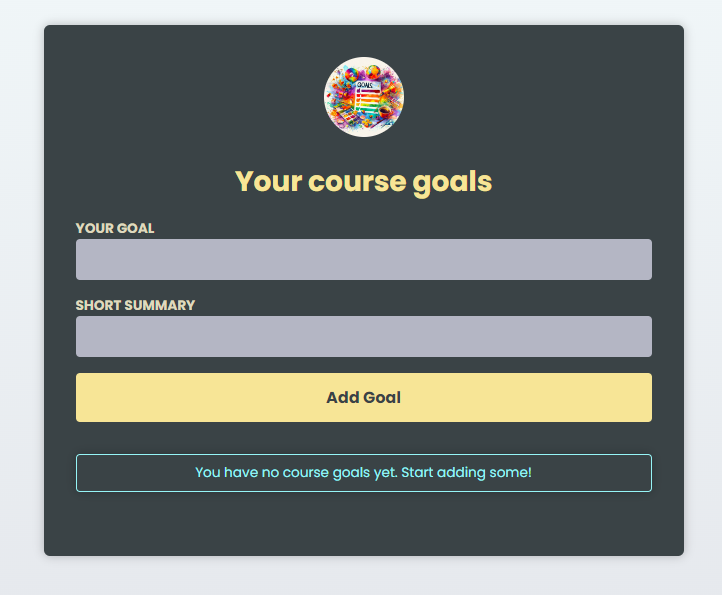 GOALS
Your course goals
YOUR GOAL
SHORT SUMMARY
Add Goal
You have no course goals yet. Start adding some!